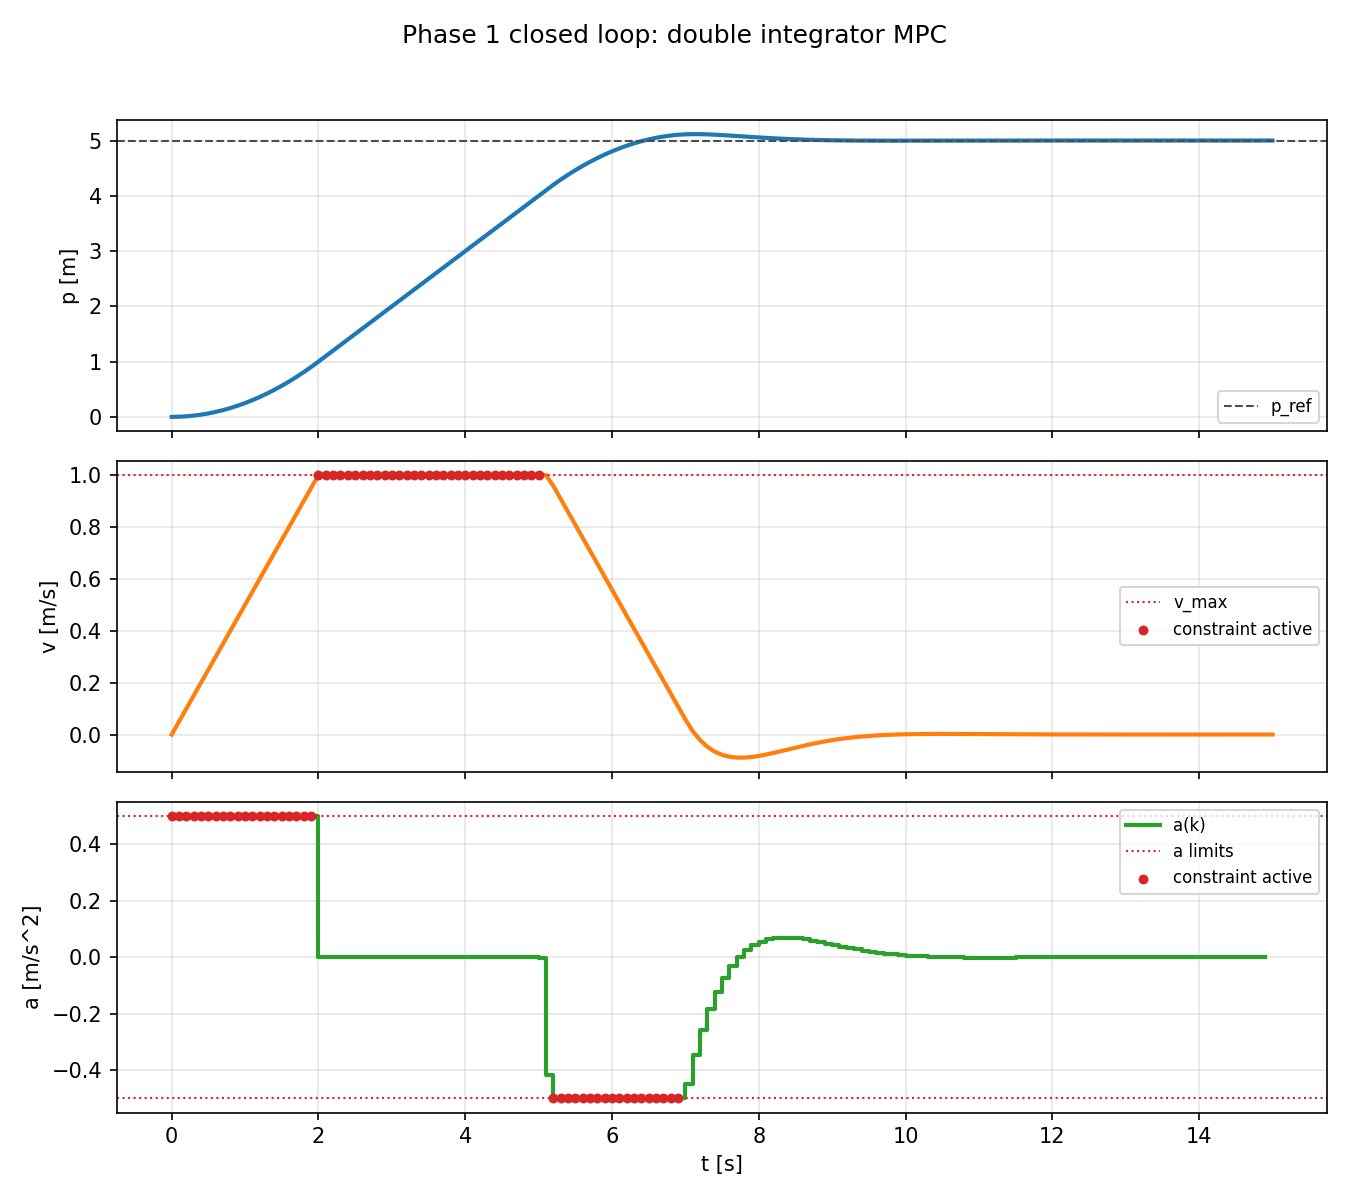 Phase 1 closed loop: double integrator MPC
p [m]
5
4
3
2
1
0
p_ref
v [m/s]
1.0
0.8
0.6
0.4
0.2
0.0
v_max
constraint active
a [m/s^2]
0.4
0.2
0.0
−0.2
−0.4
a(k)
a limits
constraint active
0 2 4 6 8 10 12 14
t [s]